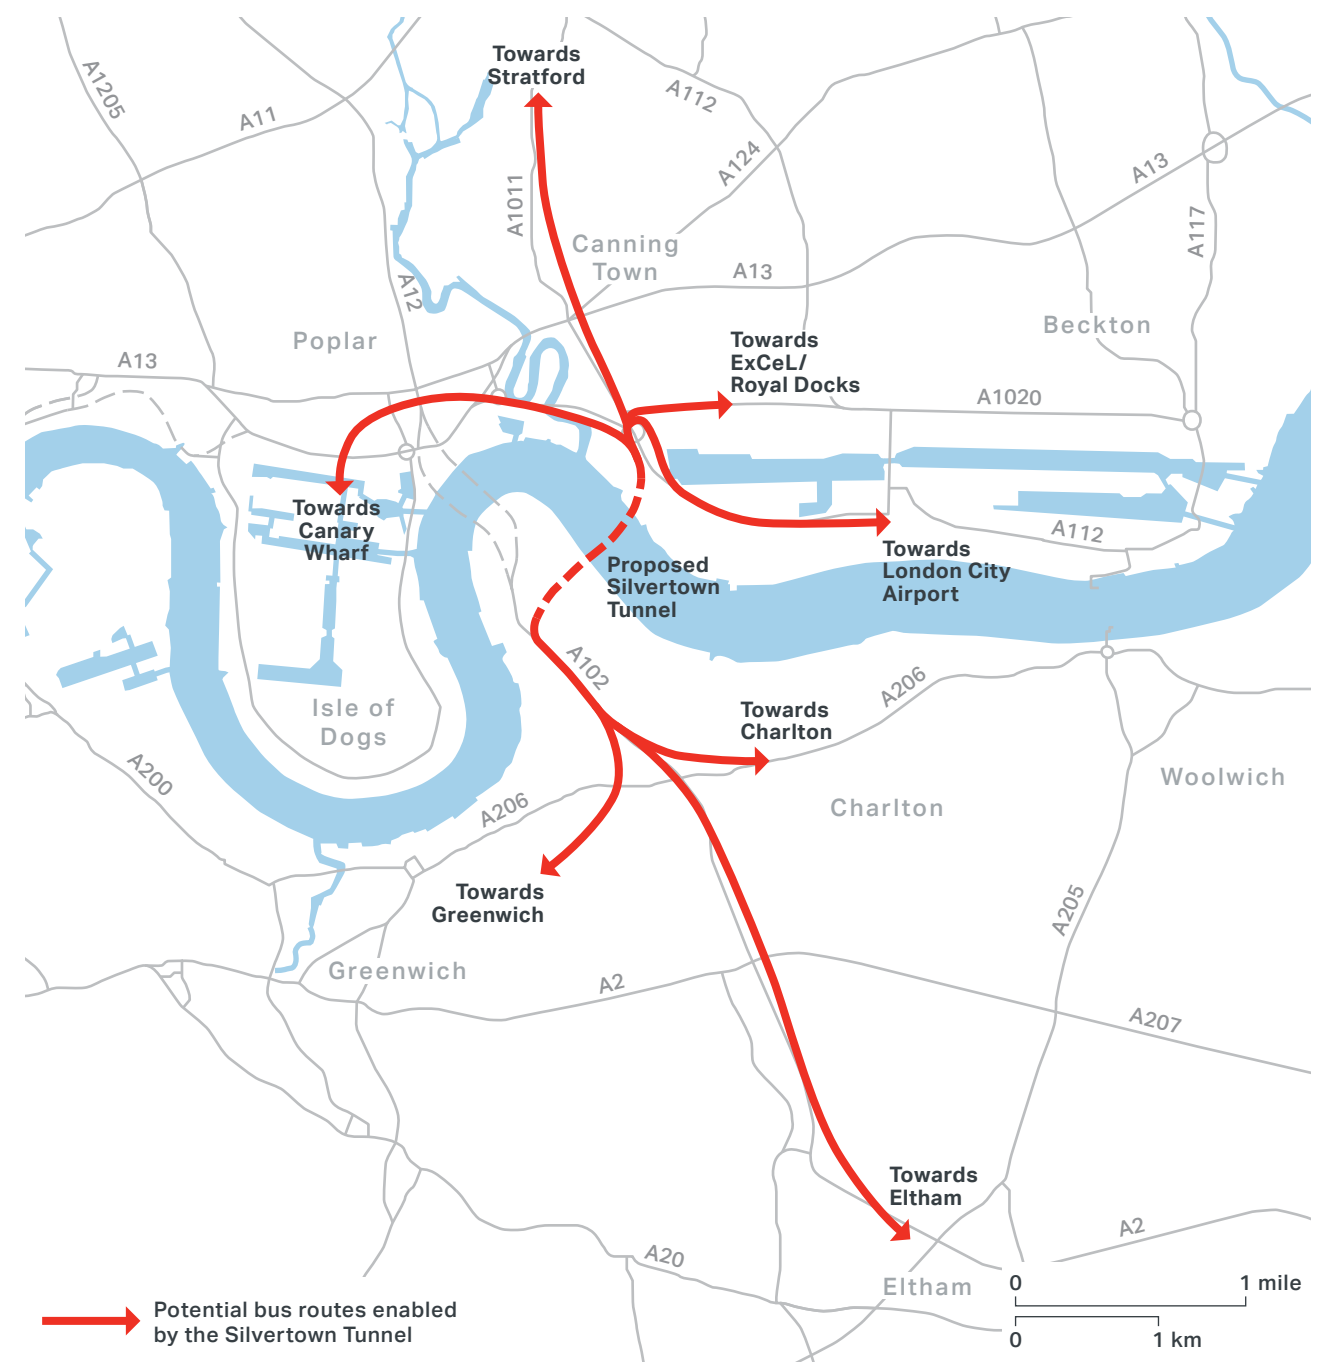 Towards
Stratford
A1205
A11
A112
A124
A13
A1011
A117
Canning
Town
A13
A12
Beckton
Poplar
Towards
ExCeL/
Royal Docks
A13
A1020
Towards
Canary
Wharf
A112
Towards
London City
Airport
Proposed
Silvertown
Tunnel
A102
A206
Isle of
Dogs
Towards
Charlton
A200
Woolwich
A206
Charlton
Towards
Greenwich
A205
Greenwich
A2
A207
Towards
Eltham
A2
A20
Eltham
0
1 mile
0
1 km
Potential bus routes enabled
by the Silvertown Tunnel